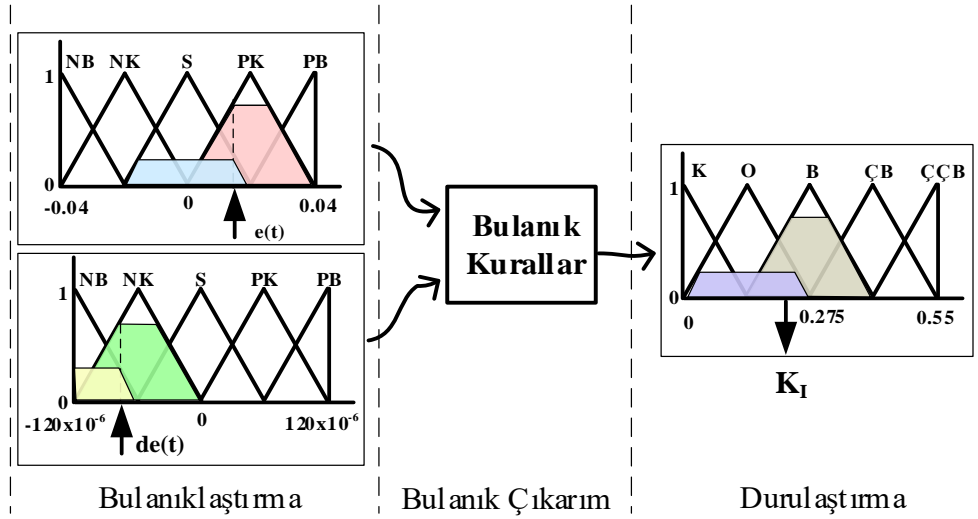 NB NK S PK PB
1
0
-0.04 0 0.04
e(t)
NB NK S PK PB
1
0
-120x10⁻⁶ 0 120x10⁻⁶
de(t)
Bulanıklaştırma
Bulanık
Kurallar
Bulanık Çıkarım
K O B ÇB ÇÇB
1
0
0 0.275 0.55
K_I
Durulaştırma